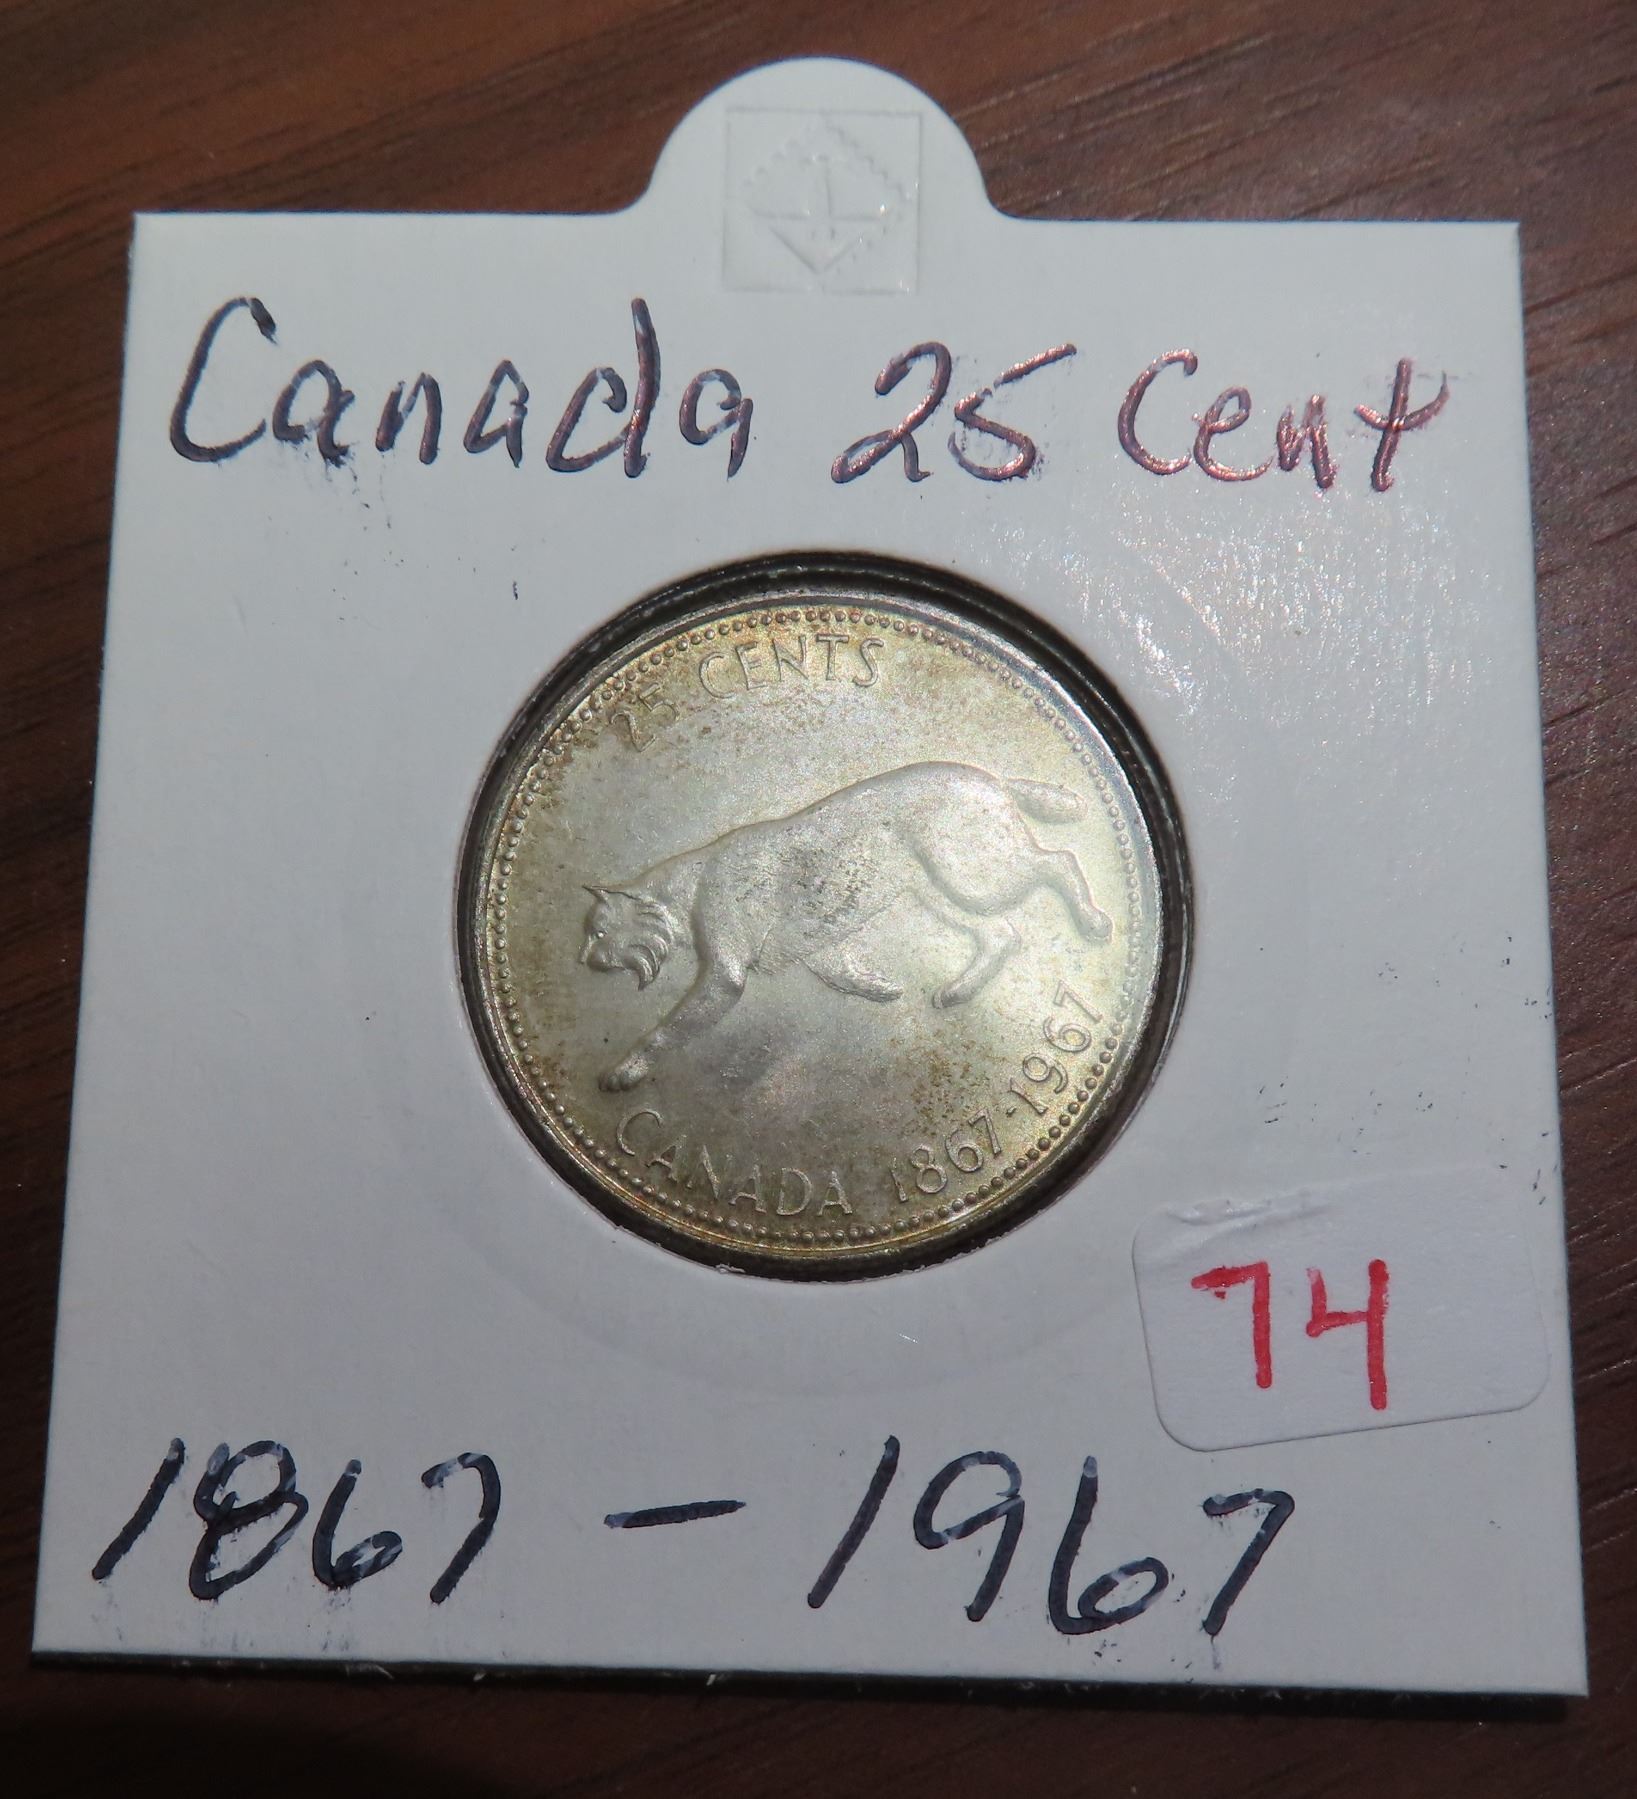 Canada 25 Cent
25 CENTS
CANADA 1867-1967
74
1867 - 1967